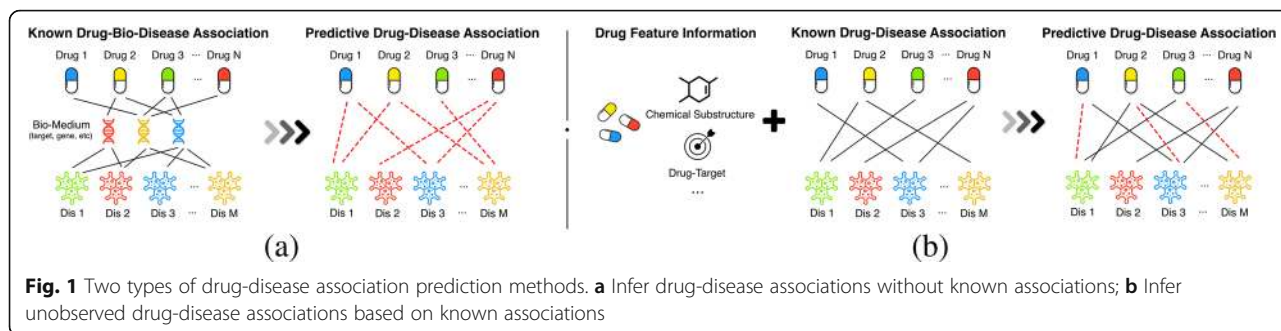 Known Drug-Bio-Disease Association
Drug 1 Drug 2 Drug 3 ... Drug N
Bio-Medium
(target, gene, etc)
...
...
Dis 1 Dis 2 Dis 3 ... Dis M
Predictive Drug-Disease Association
Drug 1 Drug 2 Drug 3 ... Drug N
...
...
Dis 1 Dis 2 Dis 3 ... Dis M
(a)
Drug Feature Information
Chemical Substructure
Drug-Target
...
Known Drug-Disease Association
Drug 1 Drug 2 Drug 3 ... Drug N
...
...
Dis 1 Dis 2 Dis 3 ... Dis M
Predictive Drug-Disease Association
Drug 1 Drug 2 Drug 3 ... Drug N
...
...
Dis 1 Dis 2 Dis 3 ... Dis M
(b)
Fig. 1 Two types of drug-disease association prediction methods. a Infer drug-disease associations without known associations; b Infer
unobserved drug-disease associations based on known associations